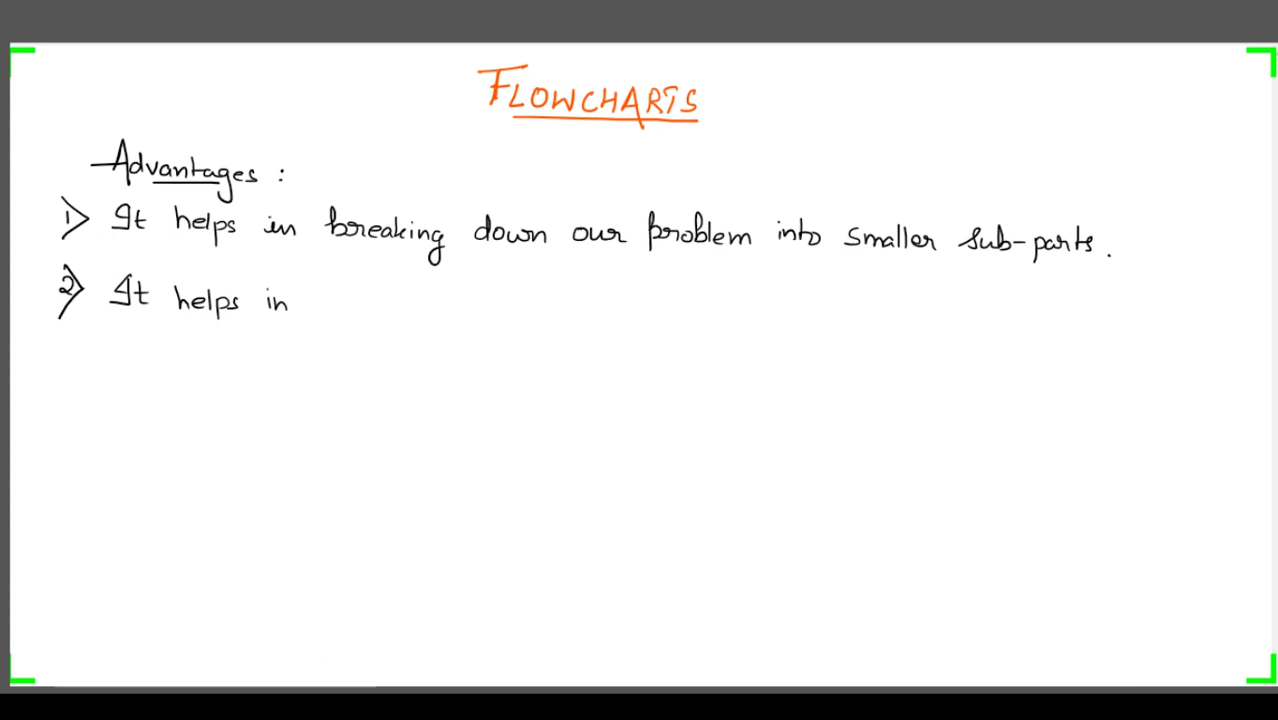 FLOWCHARTS
Advantages :
1> It helps in breaking down our problem into smaller sub-parts.
2> It helps in